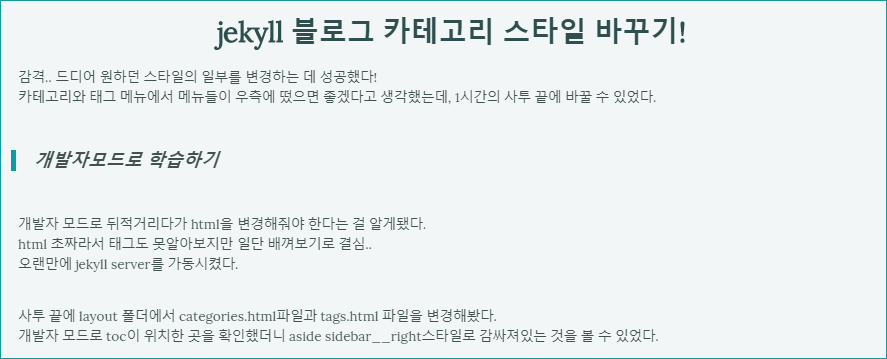 jekyll 블로그 카테고리 스타일 바꾸기!
감격.. 드디어 원하던 스타일의 일부를 변경하는 데 성공했다!
카테고리와 태그 메뉴에서 메뉴들이 우측에 떴으면 좋겠다고 생각했는데, 1시간의 사투 끝에 바꿀 수 있었다.
개발자모드로 학습하기
개발자 모드로 뒤적거리다가 html을 변경해줘야 한다는 걸 알게됐다.
html 초짜라서 태그도 못알아보지만 일단 배껴보기로 결심..
오랜만에 jekyll server를 가동시켰다.
사투 끝에 layout 폴더에서 categories.html파일과 tags.html 파일을 변경해봤다.
개발자 모드로 toc이 위치한 곳을 확인했더니 aside sidebar__right스타일로 감싸져있는 것을 볼 수 있었다.